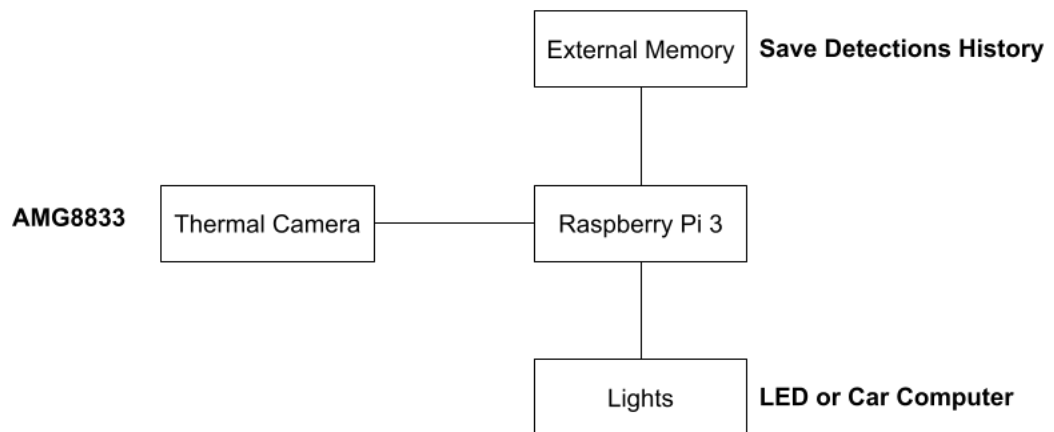 External Memory
Save Detections History
AMG8833
Thermal Camera
Raspberry Pi 3
Lights
LED or Car Computer